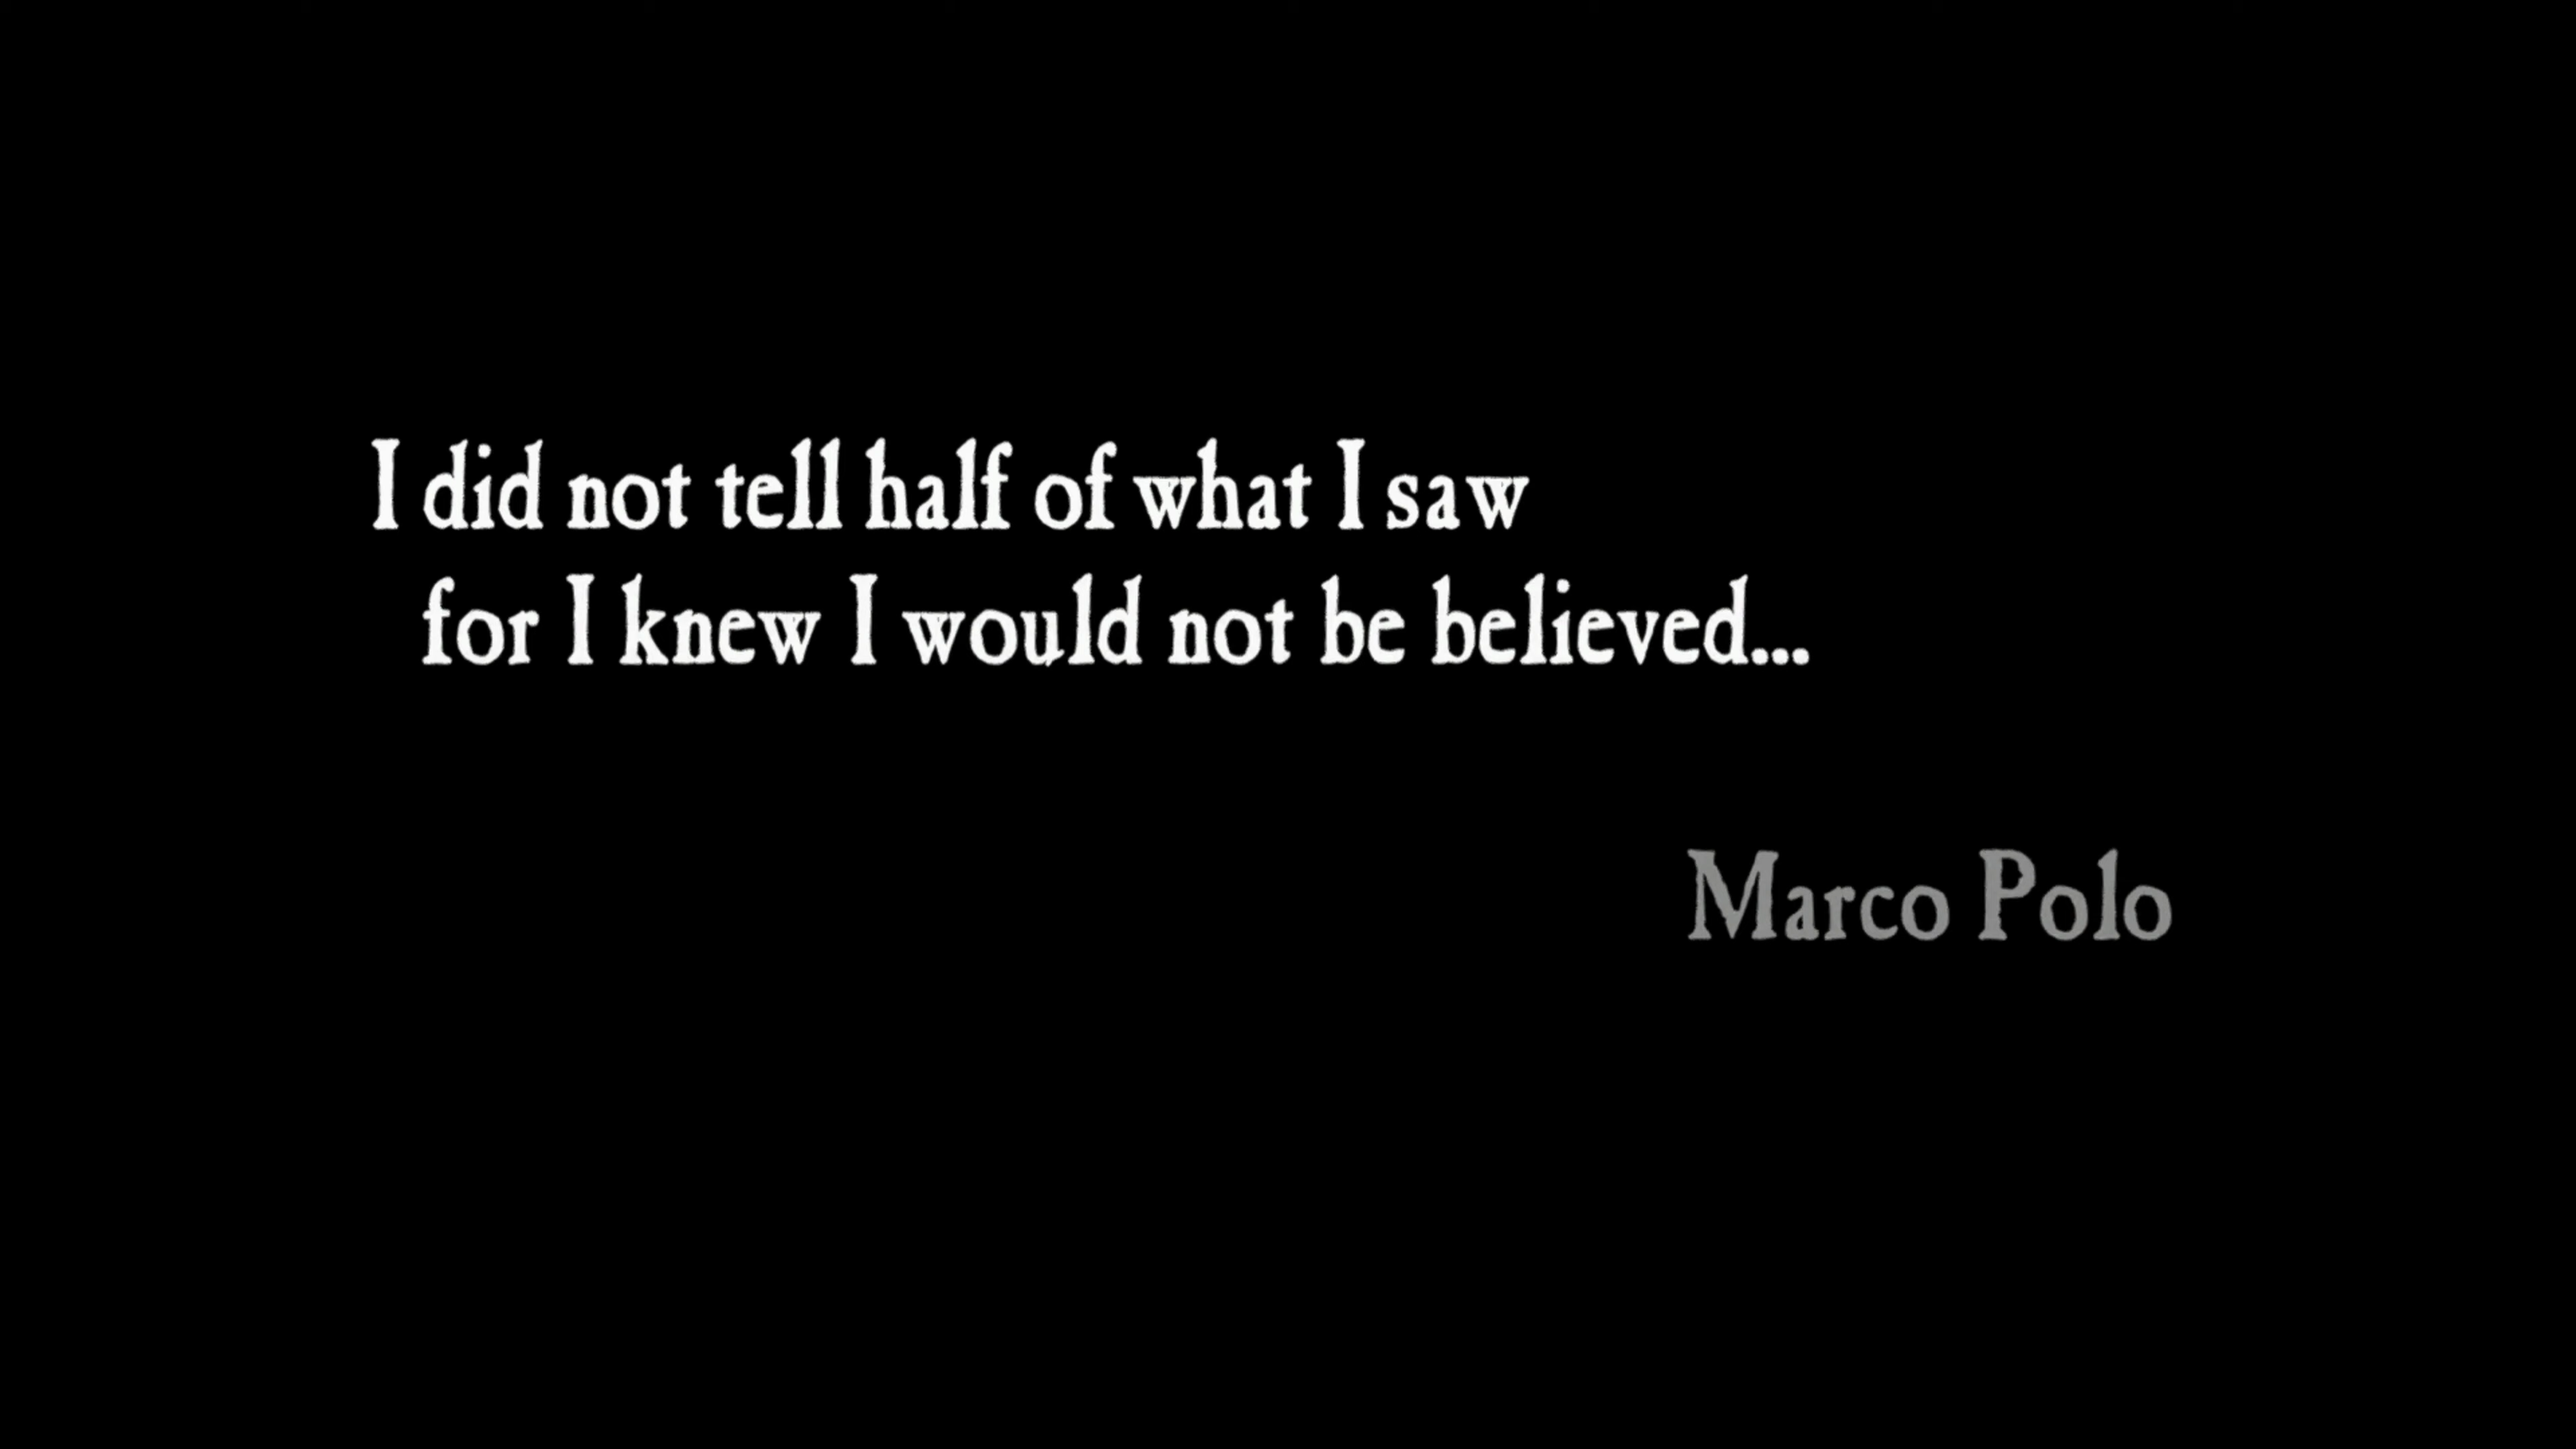 I did not tell half of what I saw
for I knew I would not be believed...
Marco Polo